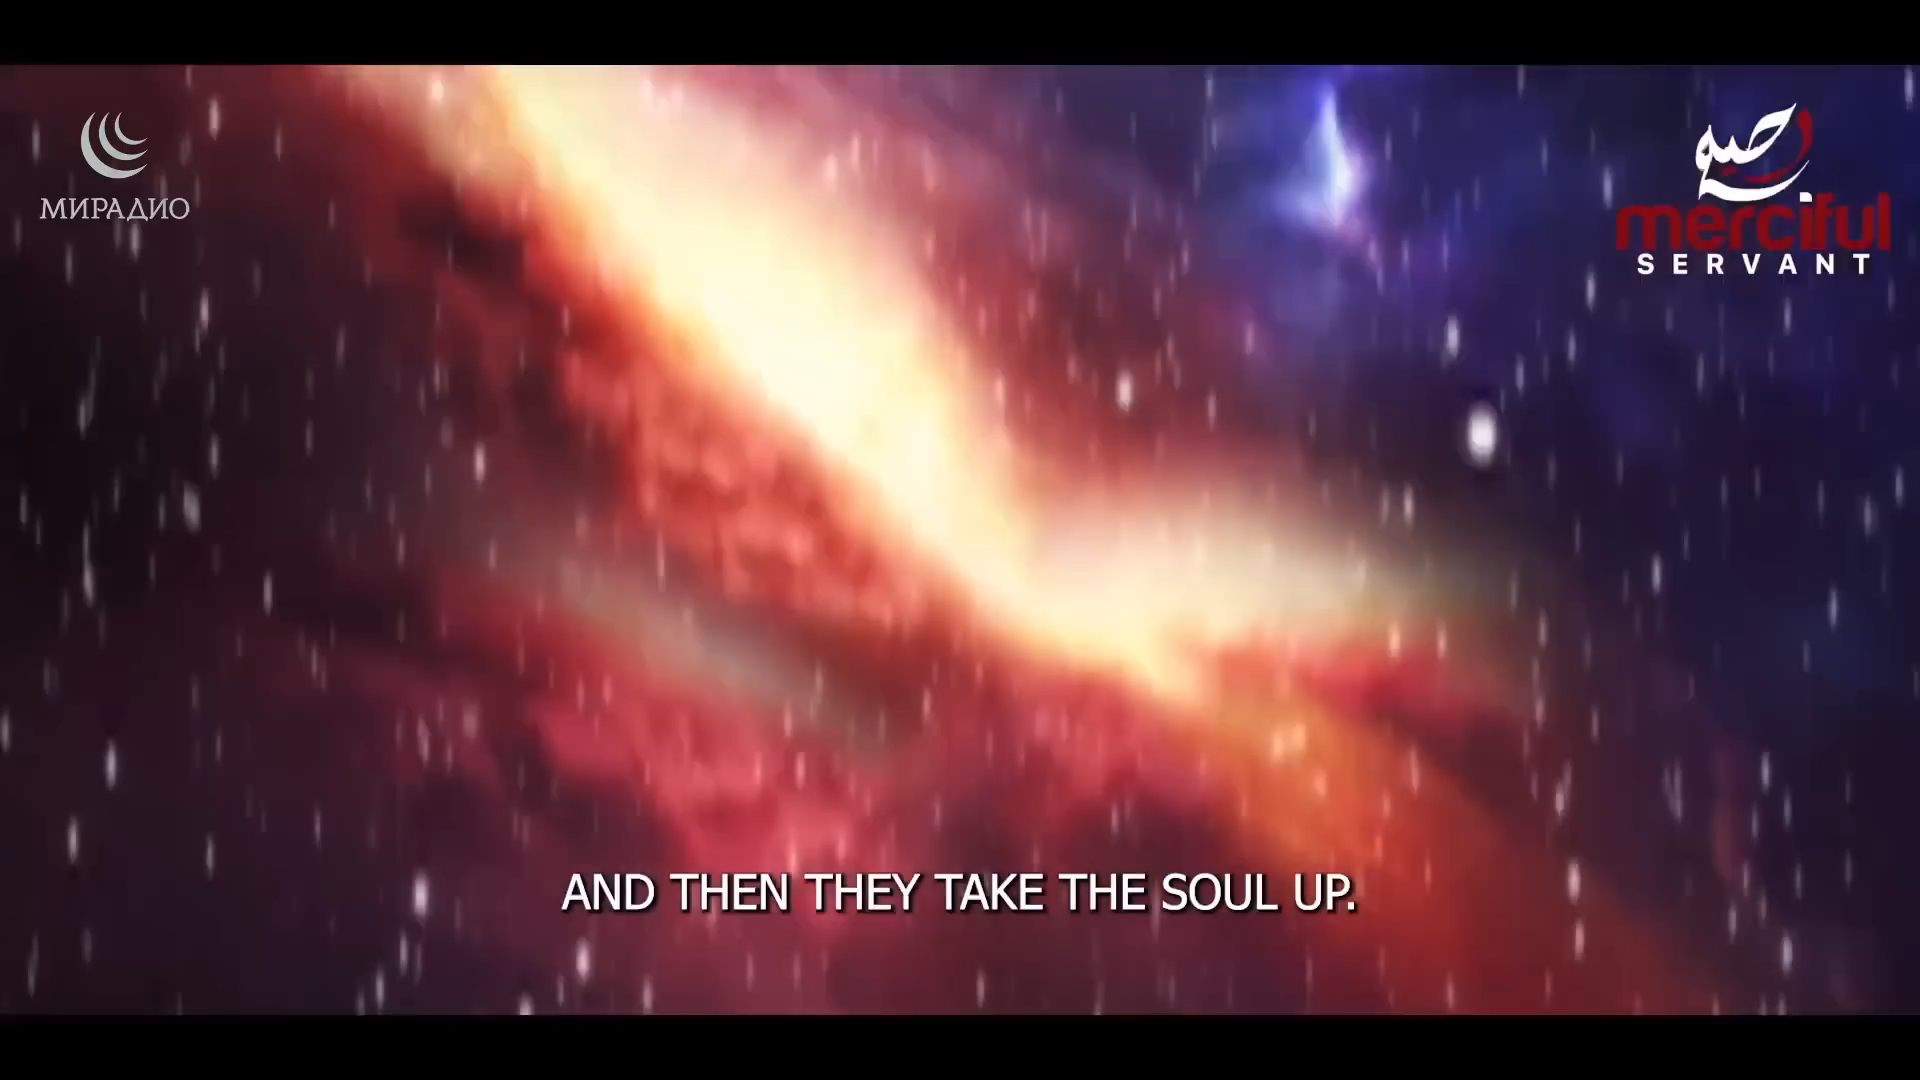 МИРАДИО
merciful
SERVANT
AND THEN THEY TAKE THE SOUL UP.